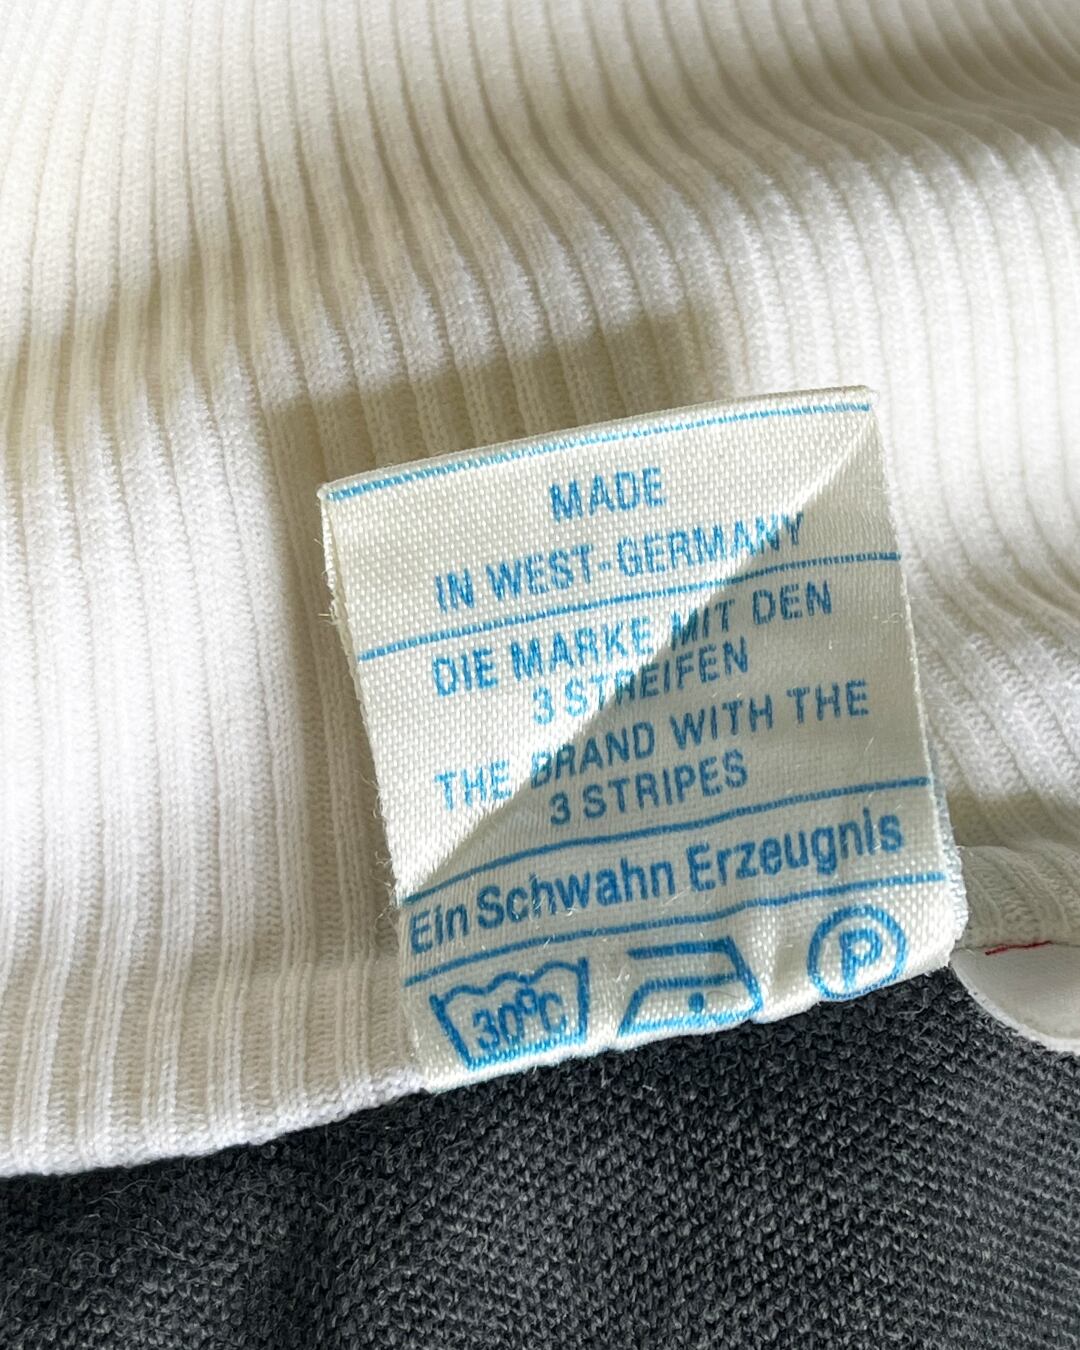 MADE
IN WEST-GERMANY
DIE MARKE MIT DEN
3 STREIFEN
THE BRAND WITH THE
3 STRIPES
Ein Schwahn Erzeugnis
30°C P